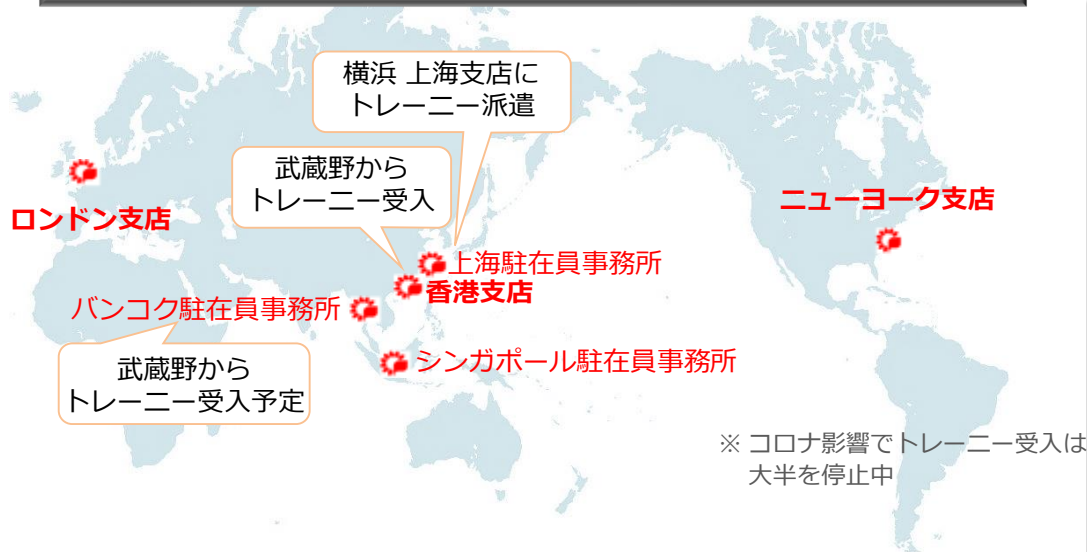 横浜 上海支店に
トレーニー派遣
武蔵野から
トレーニー受入
ロンドン支店
ニューヨーク支店
上海駐在員事務所
香港支店
バンコク駐在員事務所
シンガポール駐在員事務所
武蔵野から
トレーニー受入予定
※ コロナ影響でトレーニー受入は
大半を停止中